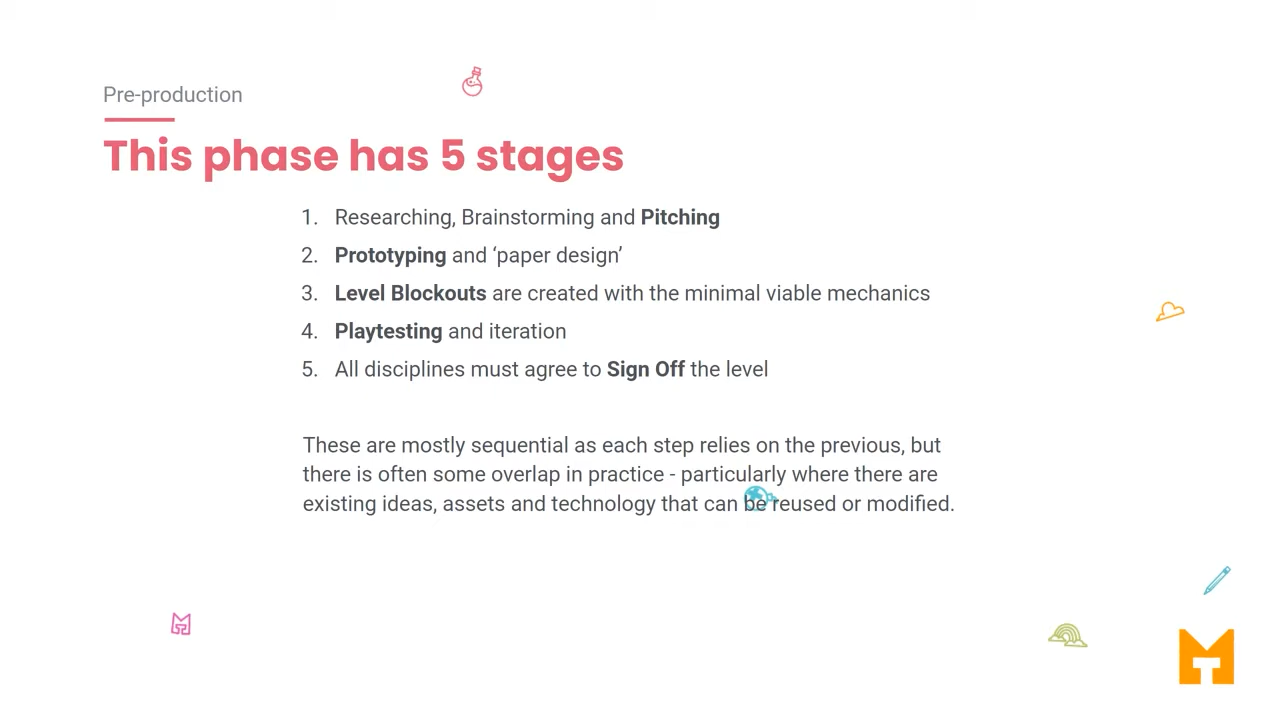 Pre-production
This phase has 5 stages
1. Researching, Brainstorming and Pitching
2. Prototyping and ‘paper design’
3. Level Blockouts are created with the minimal viable mechanics
4. Playtesting and iteration
5. All disciplines must agree to Sign Off the level
These are mostly sequential as each step relies on the previous, but
there is often some overlap in practice - particularly where there are
existing ideas, assets and technology that can be reused or modified.